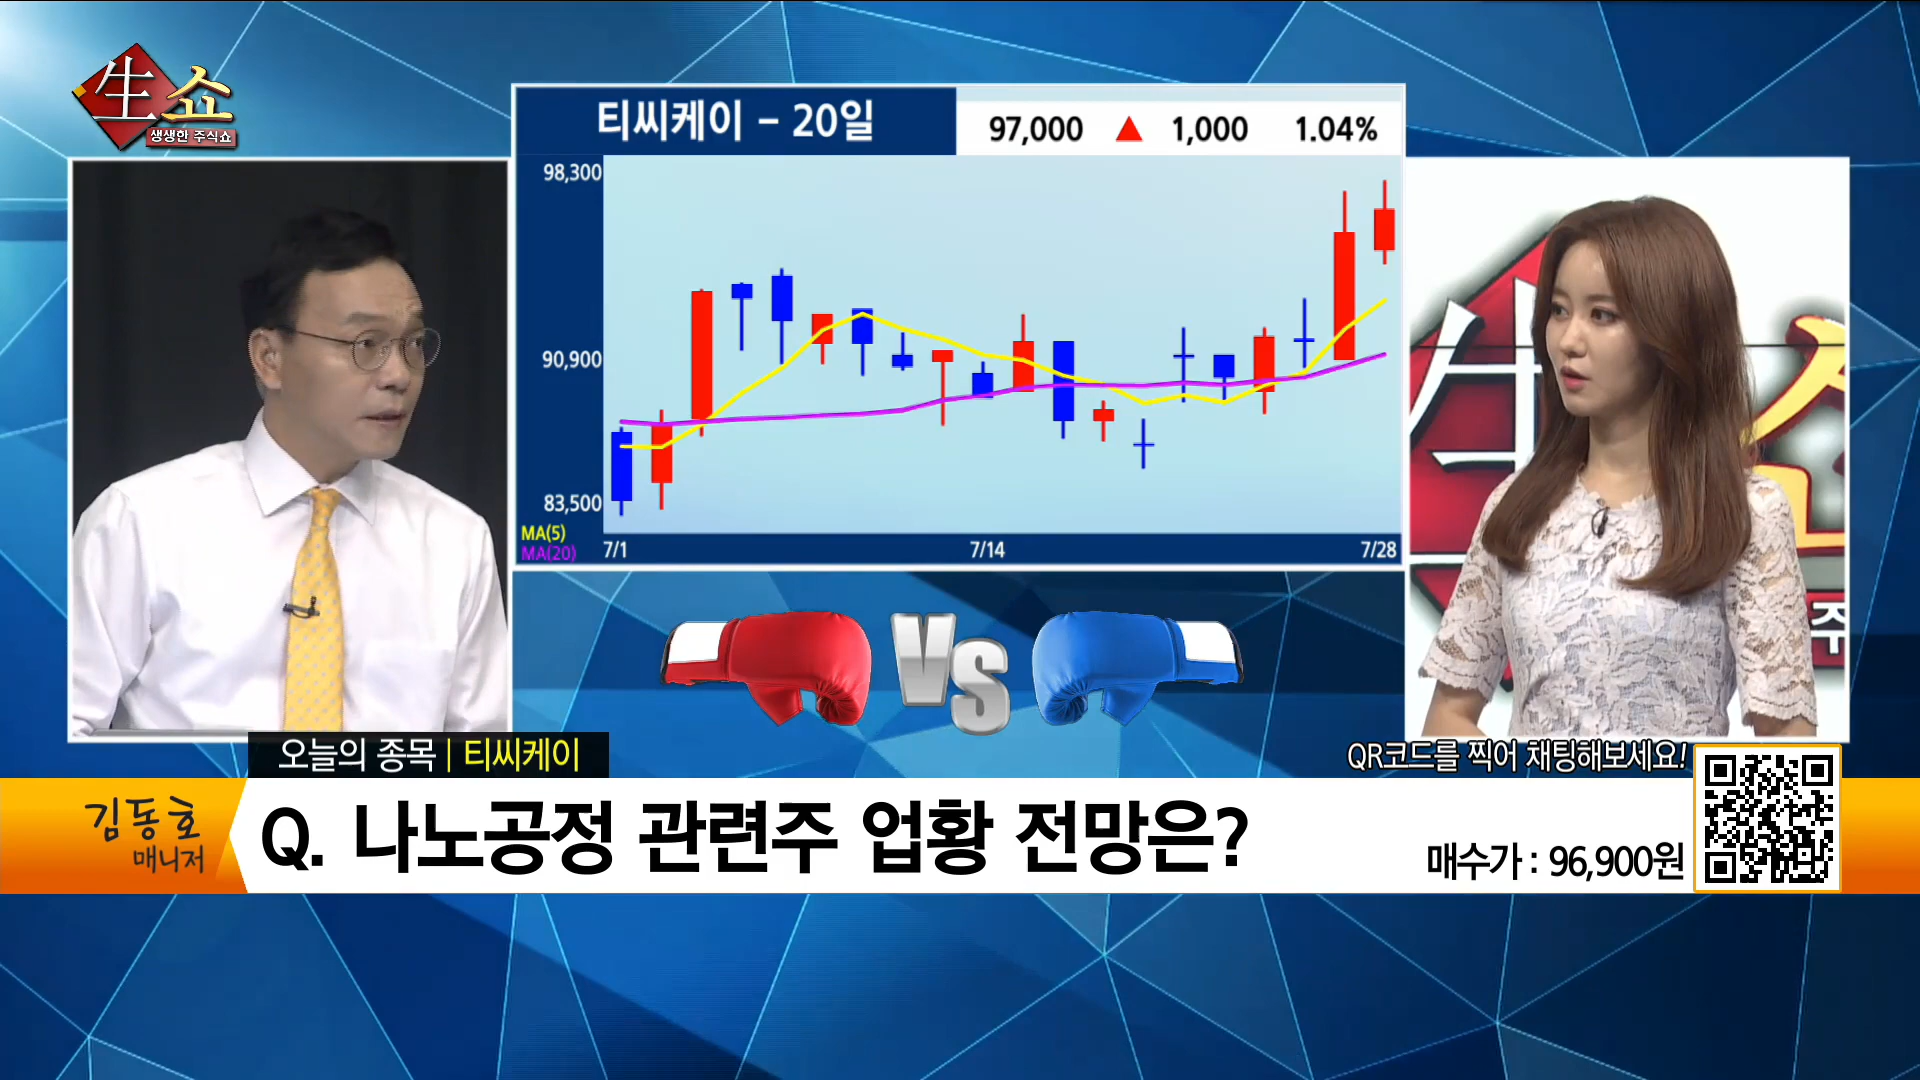 生쇼
생생한 주식쇼
티씨케이 - 20일
97,000 ▲ 1,000 1.04%
98,300
90,900
83,500
MA(5)
MA(20)
7/1 7/14 7/28
生쇼
주
VS
오늘의 종목 | 티씨케이
QR코드를 찍어 채팅해보세요!
김동호
매니저
Q. 나노공정 관련주 업황 전망은?
매수가 : 96,900원